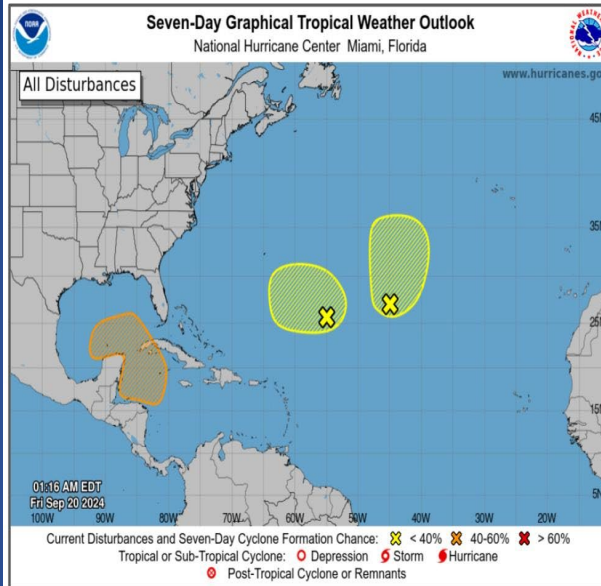 Seven-Day Graphical Tropical Weather Outlook
National Hurricane Center Miami, Florida
NOAA
All Disturbances
www.hurricanes.go
45N
35N
25N
15N
5N
01:16 AM EDT
Fri Sep 20 2024
100W 90W 80W 70W 60W 50W 40W 30W 20W 10W
Current Disturbances and Seven-Day Cyclone Formation Chance: < 40% 40-60% > 60%
Tropical or Sub-Tropical Cyclone: Depression Storm Hurricane
Post-Tropical Cyclone or Remnants